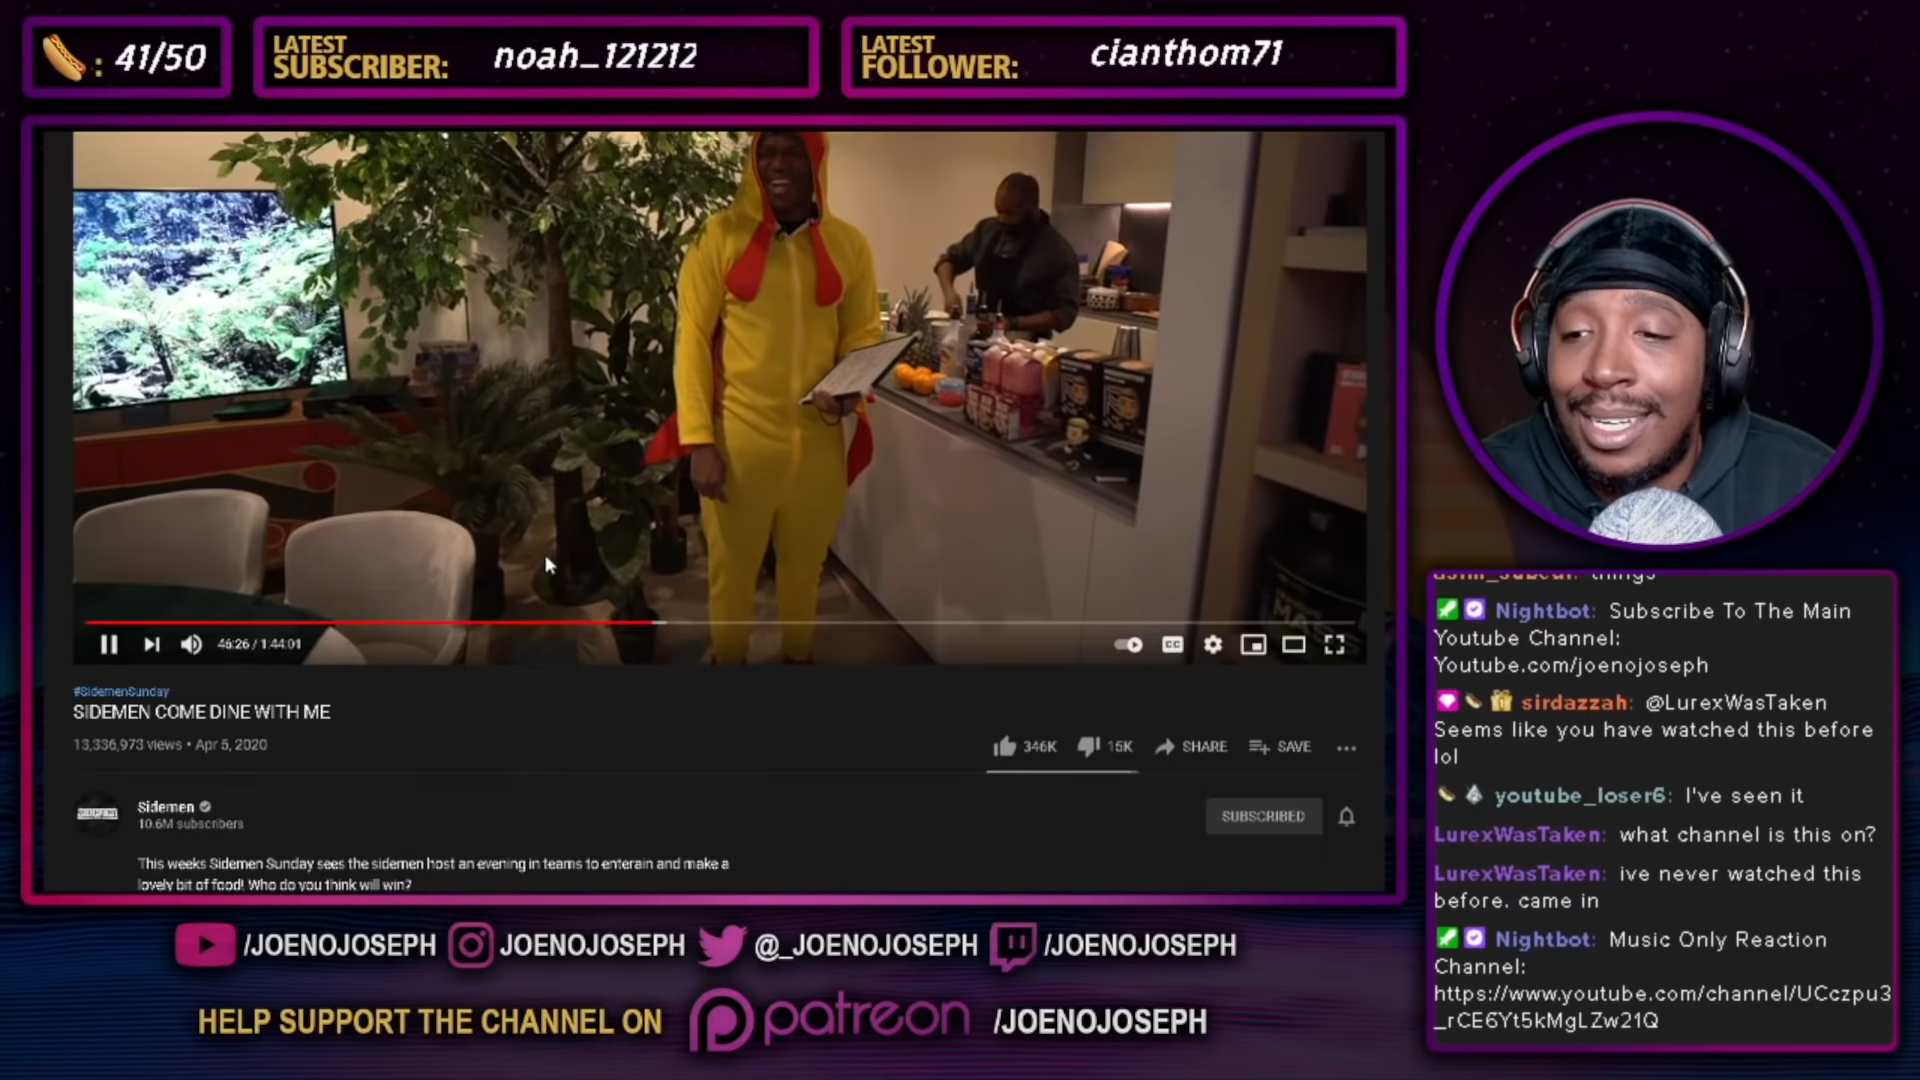 : 41/50
LATEST
SUBSCRIBER:
noah_121212
LATEST
FOLLOWER:
cianthom71
46:26 / 1:44:01
CC
#SidemenSunday
SIDEMEN COME DINE WITH ME
13,336,973 views • Apr 5, 2020
346K
15K
SHARE
SAVE
Sidemen
10.6M subscribers
SUBSCRIBED
This weeks Sidemen Sunday sees the sidemen host an evening in teams to enterain and make a
lovely bit of food! Who do you think will win?
things
Nightbot: Subscribe To The Main
Youtube Channel:
Youtube.com/joenojoseph
sirdazzah: @LurexWasTaken
Seems like you have watched this before
lol
youtube_loser6: I've seen it
LurexWasTaken: what channel is this on?
LurexWasTaken: ive never watched this
before. came in
Nightbot: Music Only Reaction
Channel:
https://www.youtube.com/channel/UCczpu3
_rCE6Yt5kMgLZw21Q
/JOENOJOSEPH
JOENOJOSEPH
@_JOENOJOSEPH
/JOENOJOSEPH
HELP SUPPORT THE CHANNEL ON
patreon
/JOENOJOSEPH